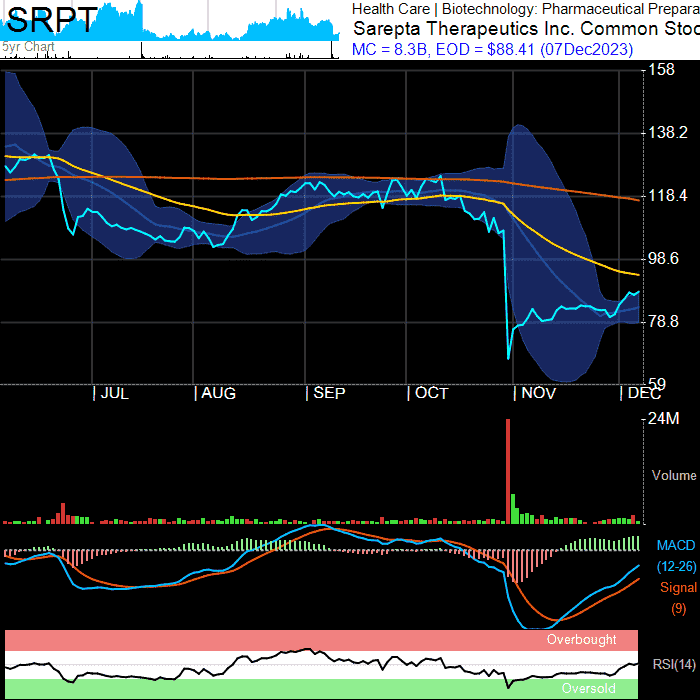 SRPT
5yr Chart
Health Care | Biotechnology: Pharmaceutical Prepara
Sarepta Therapeutics Inc. Common Stoc
MC = 8.3B, EOD = $88.41 (07Dec2023)
158
138.2
118.4
98.6
78.8
59
JUL AUG SEP OCT NOV DEC
24M
Volume
MACD
(12-26)
Signal
(9)
Overbought
RSI(14)
Oversold